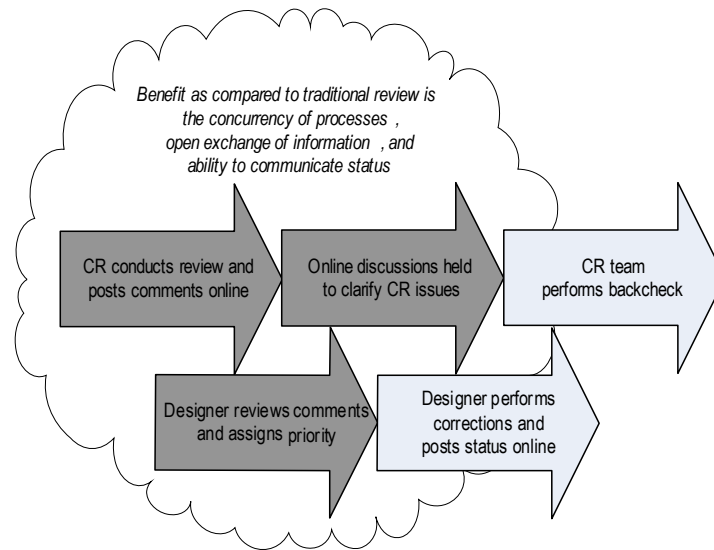 Benefit as compared to traditional review is
the concurrency of processes ,
open exchange of information , and
ability to communicate status
CR conducts review and
posts comments online
Online discussions held
to clarify CR issues
CR team
performs backcheck
Designer reviews comments
and assigns priority
Designer performs
corrections and
posts status online